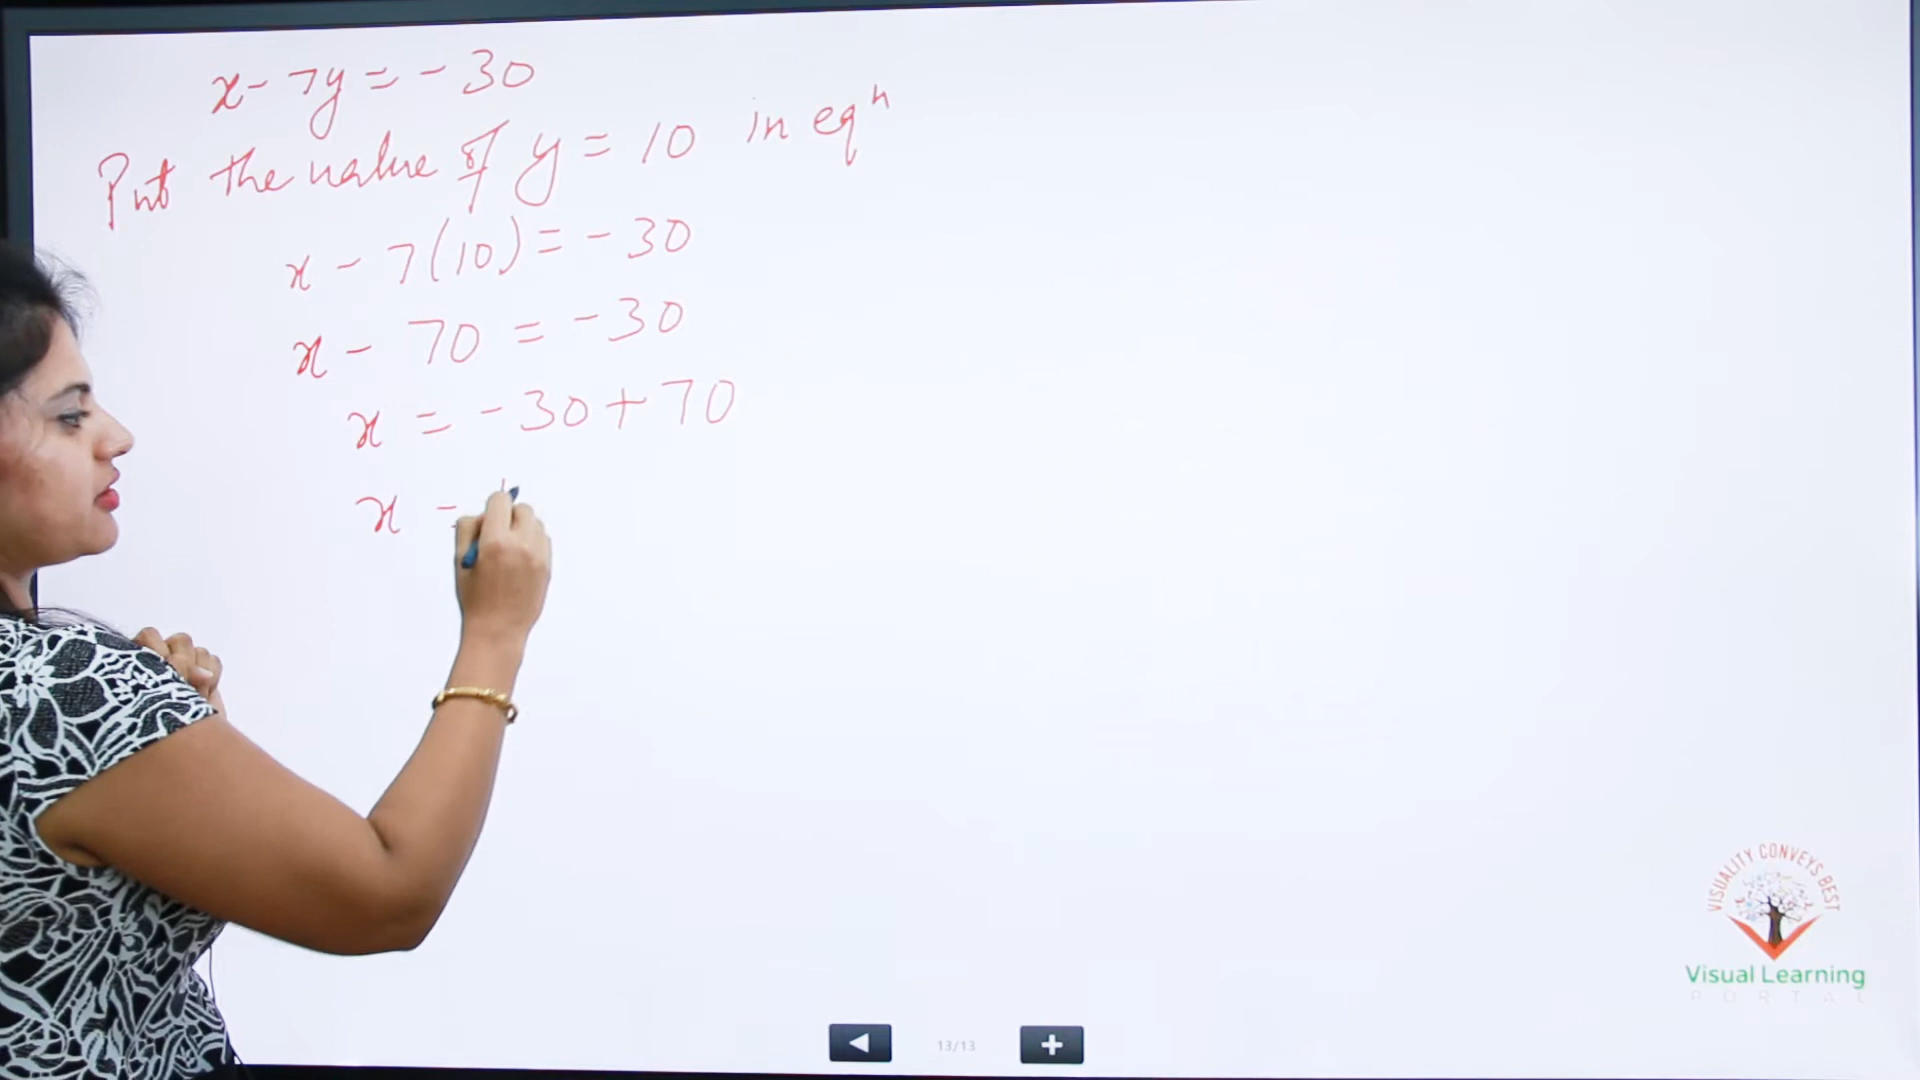 x - 7y = - 30
Put the value of y = 10 in eqⁿ
x - 7(10) = - 30
x - 70 = - 30
x = - 30 + 70
x =
VISUALITY CONVEYS BEST
Visual Learning
PORTAL
13/13